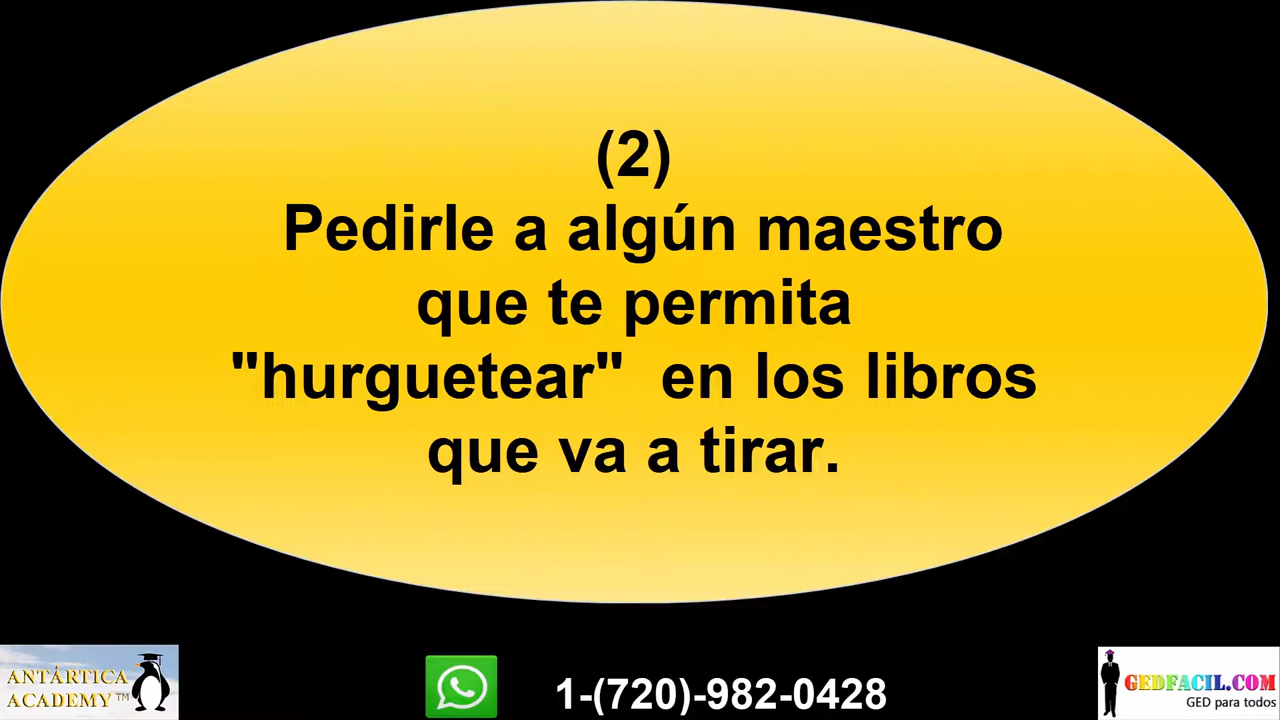 (2)
Pedirle a algún maestro
que te permita
"hurguetear" en los libros
que va a tirar.
ANTÁRTICA
ACADEMY™
1-(720)-982-0428
GEDFACIL.COM
GED para todos